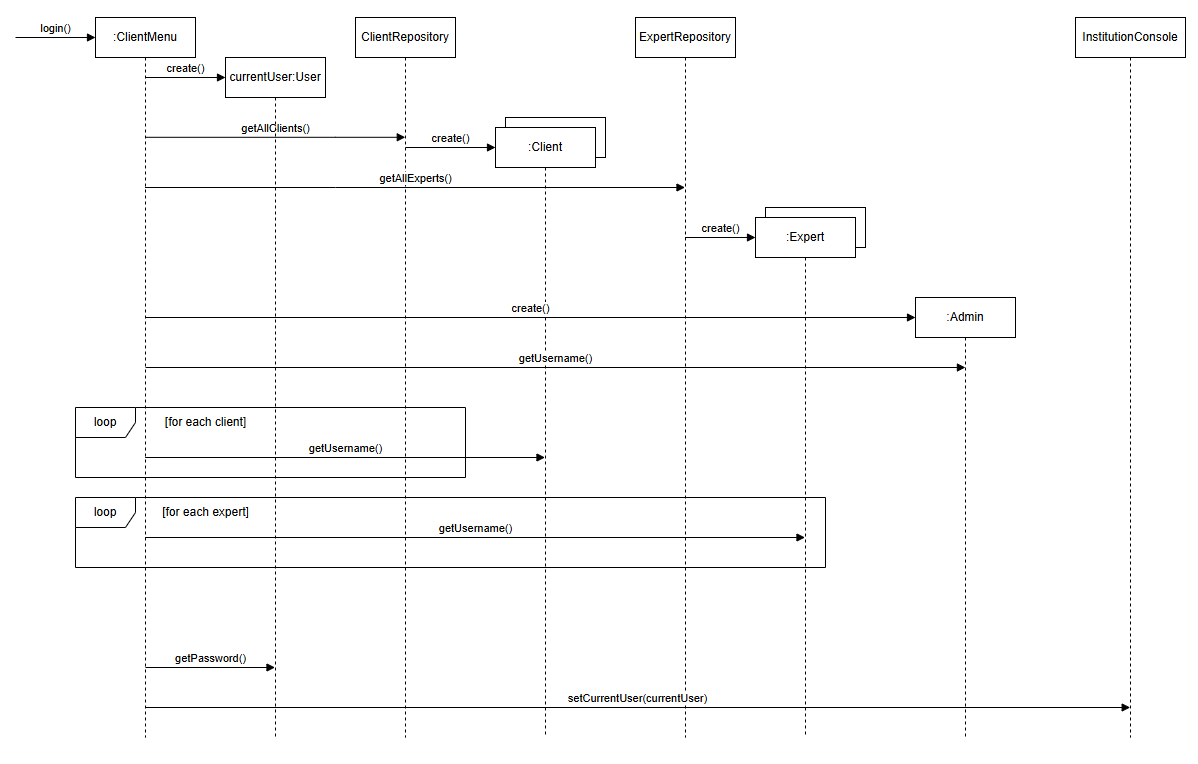 login()
:ClientMenu
ClientRepository
ExpertRepository
InstitutionConsole
create()
currentUser:User
getAllClients()
create()
:Client
getAllExperts()
create()
:Expert
create()
:Admin
getUsername()
loop
[for each client]
getUsername()
loop
[for each expert]
getUsername()
getPassword()
setCurrentUser(currentUser)